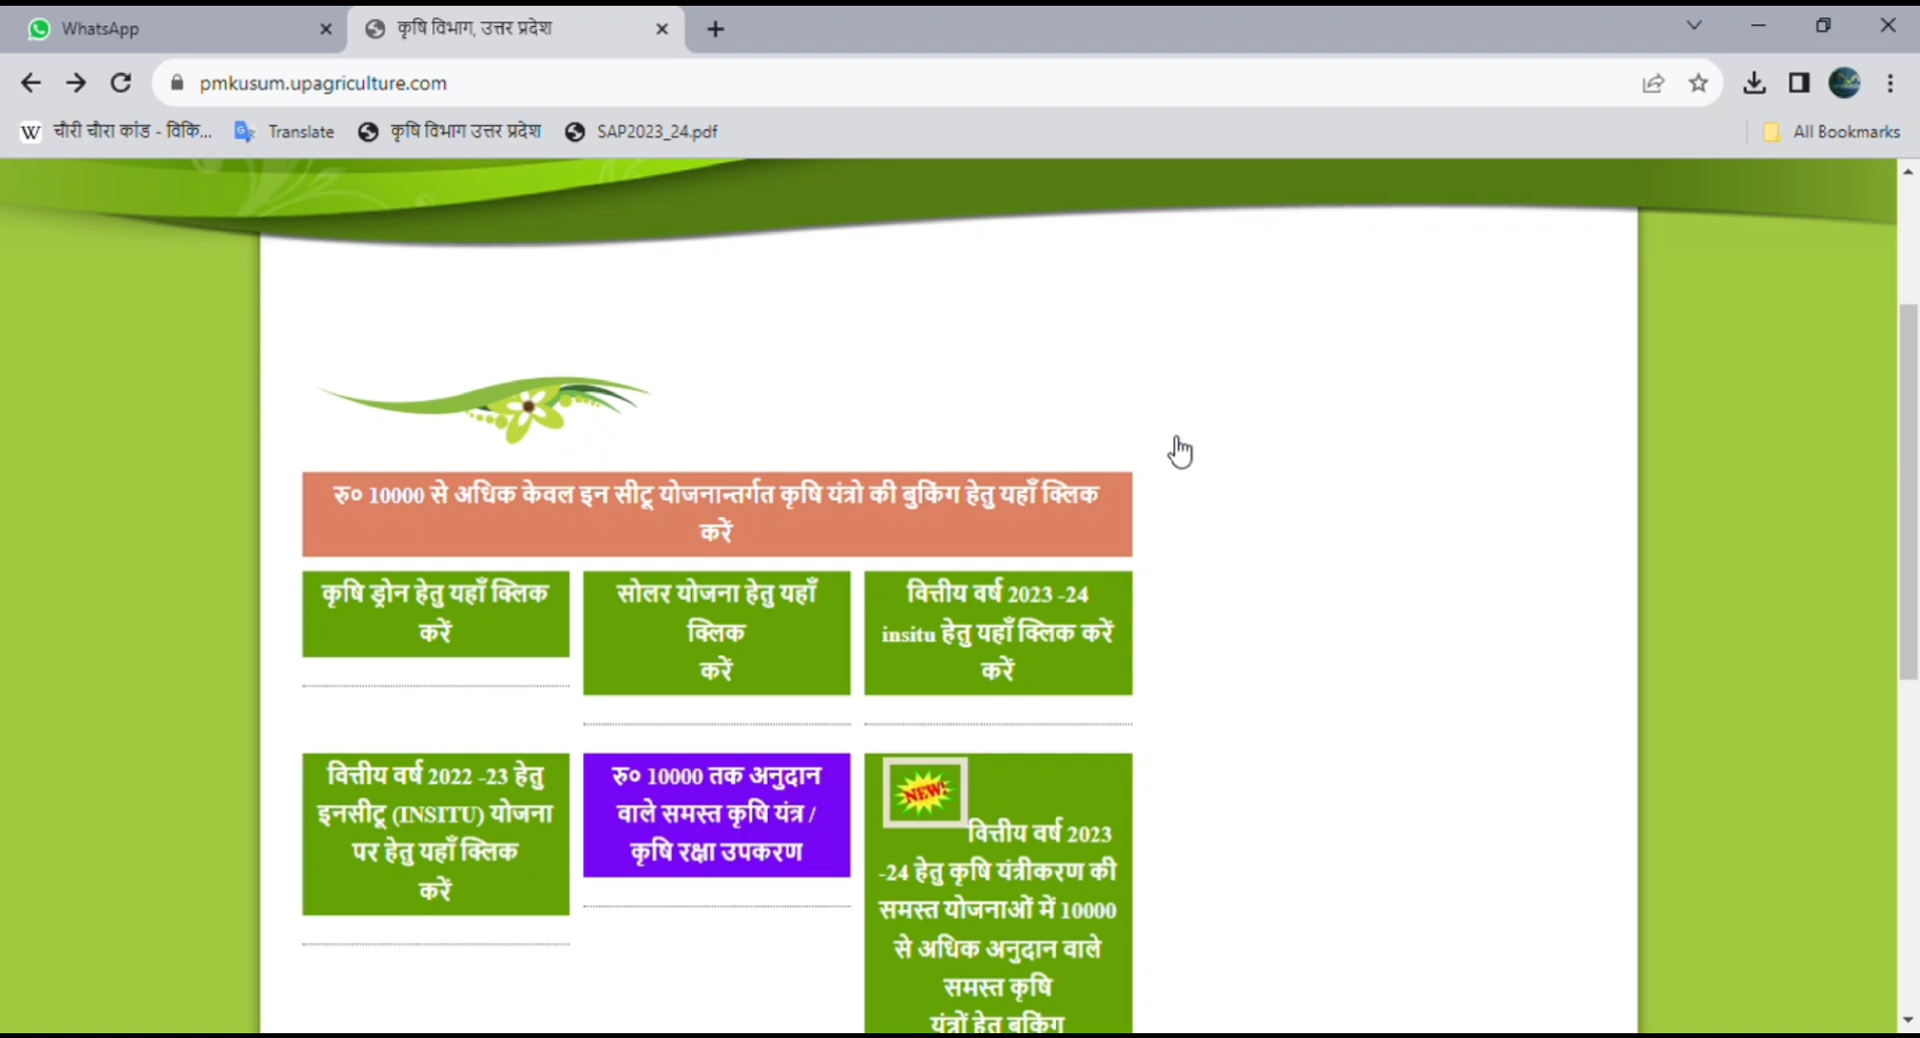 WhatsApp
कृषि विभाग, उत्तर प्रदेश
pmkusum.upagriculture.com
W चौरी चौरा कांड - विकि...
Translate
कृषि विभाग उत्तर प्रदेश
SAP2023_24.pdf
All Bookmarks
रु० 10000 से अधिक केवल इन सीटू योजनान्तर्गत कृषि यंत्रो की बुकिंग हेतु यहाँ क्लिक
करें
कृषि ड्रोन हेतु यहाँ क्लिक
करें
सोलर योजना हेतु यहाँ
क्लिक
करें
वित्तीय वर्ष 2023 -24
insitu हेतु यहाँ क्लिक करें
करें
वित्तीय वर्ष 2022 -23 हेतु
इनसीटू (INSITU) योजना
पर हेतु यहाँ क्लिक
करें
रु० 10000 तक अनुदान
वाले समस्त कृषि यंत्र /
कृषि रक्षा उपकरण
NEW!
वित्तीय वर्ष 2023
-24 हेतु कृषि यंत्रीकरण की
समस्त योजनाओं में 10000
से अधिक अनुदान वाले
समस्त कृषि
यंत्रों हेतु बुकिंग